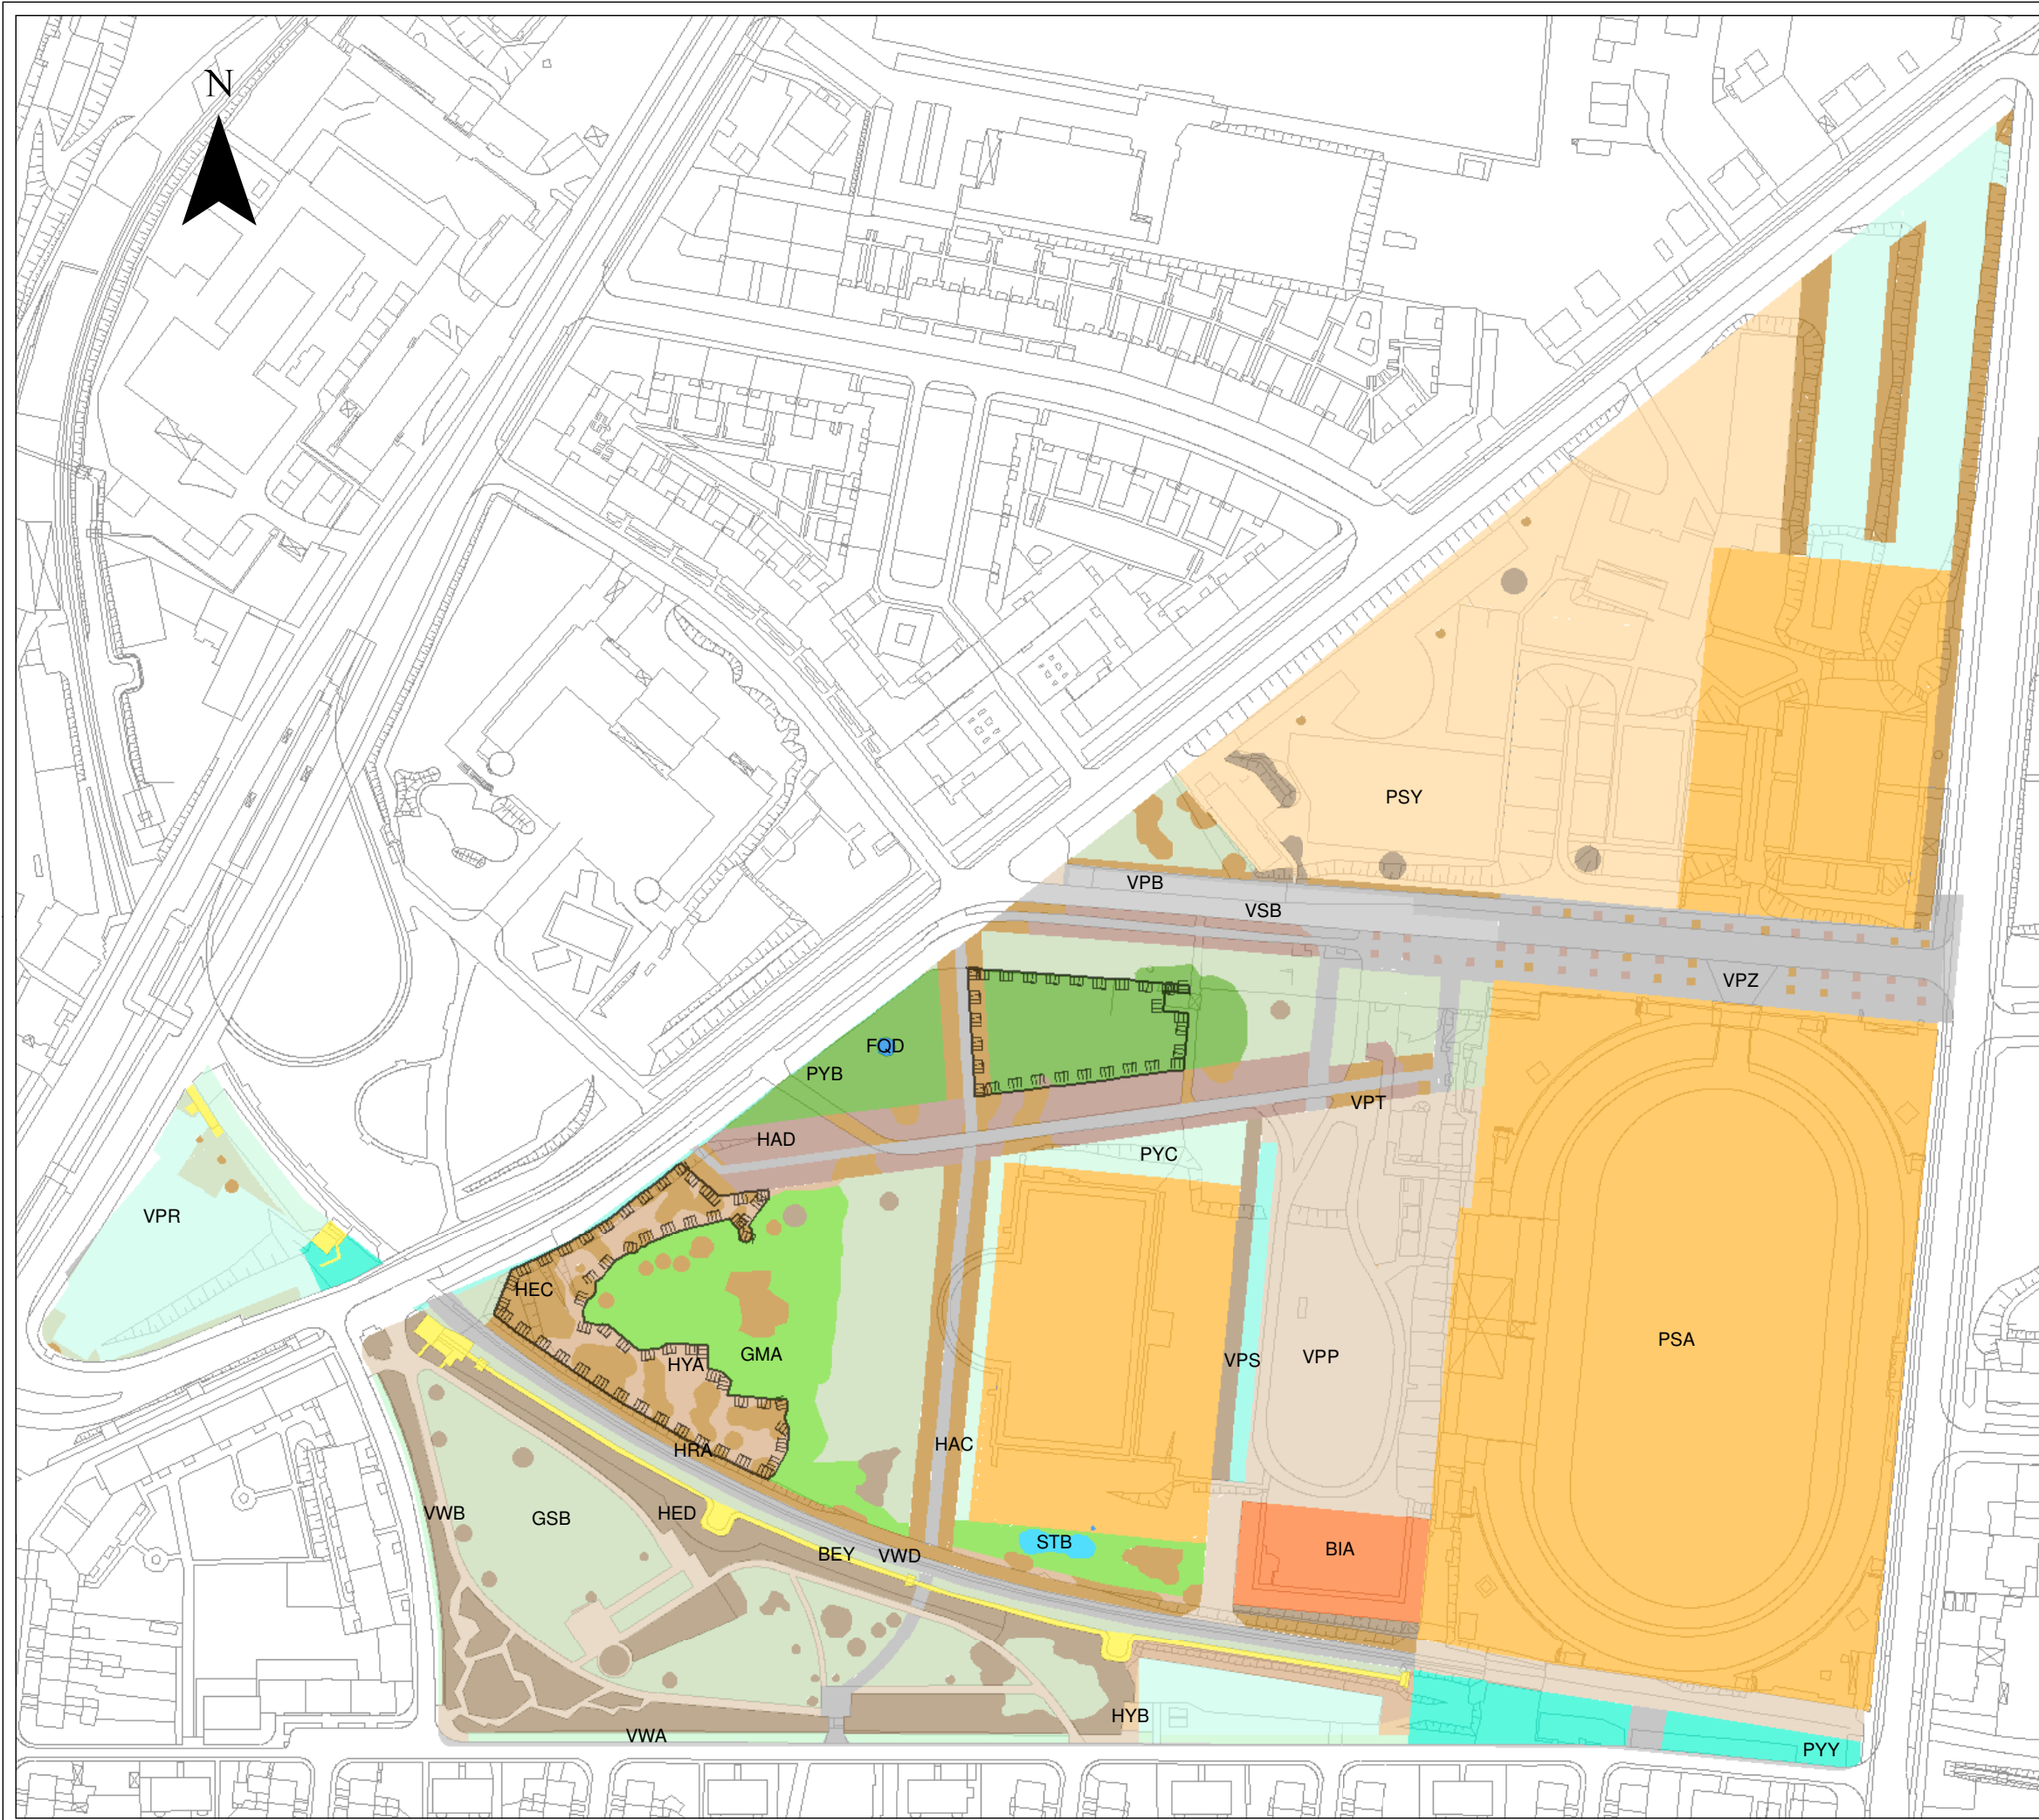 N
PSY
VPB
VSB
VPZ
FQD
PYB
VPT
HAD
PYC
VPR
HEC
PSA
GMA
VPS
VPP
HYA
HAC
HRA
VWB
HED
GSB
STB
BIA
BEY
VWD
HYB
VWA
PYY